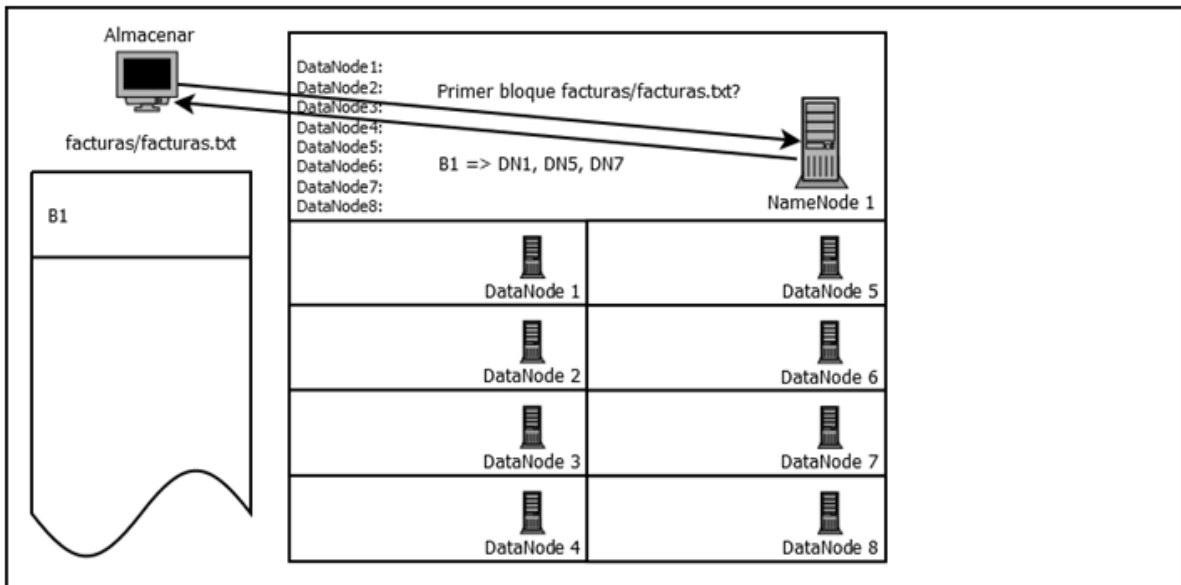 Almacenar
facturas/facturas.txt
B1
DataNode1:
DataNode2:
DataNode3:
DataNode4:
DataNode5:
DataNode6:
DataNode7:
DataNode8:
Primer bloque facturas/facturas.txt?
B1 => DN1, DN5, DN7
NameNode 1
DataNode 1
DataNode 5
DataNode 2
DataNode 6
DataNode 3
DataNode 7
DataNode 4
DataNode 8